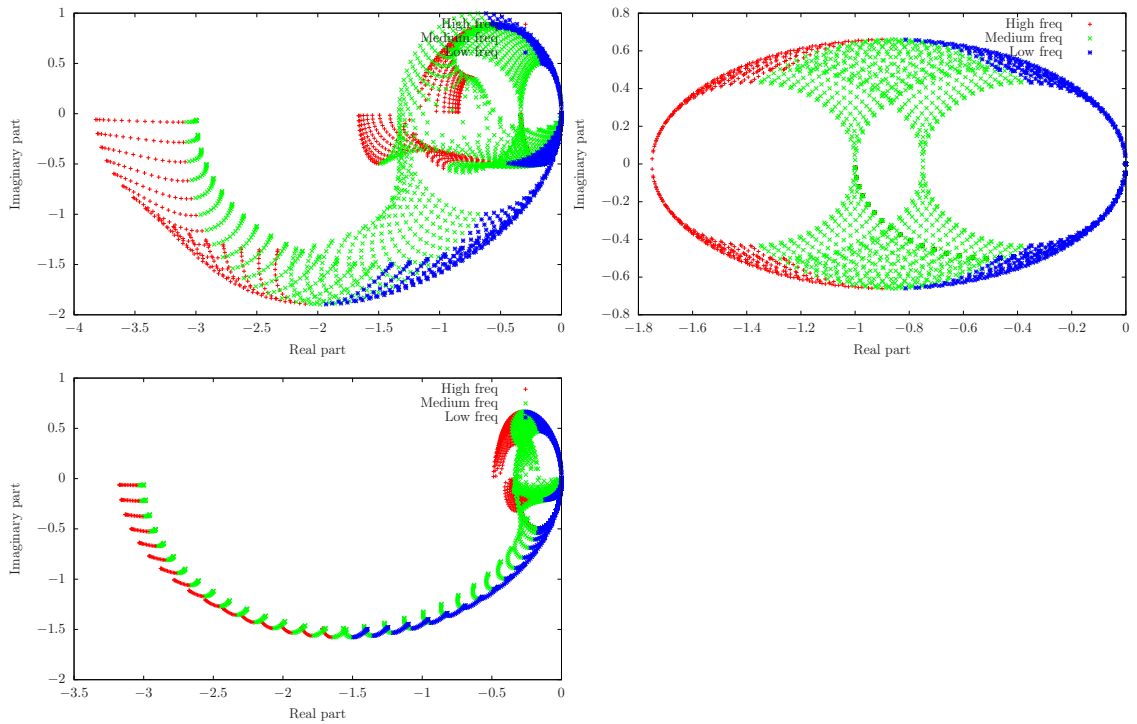 1
0.5
0
−0.5
−1
−1.5
−2
−4 −3.5 −3 −2.5 −2 −1.5 −1 −0.5 0
Imaginary part
Real part
High freq
Medium freq
Low freq
0.8
0.6
0.4
0.2
0
−0.2
−0.4
−0.6
−0.8
−1.8 −1.6 −1.4 −1.2 −1 −0.8 −0.6 −0.4 −0.2 0
Imaginary part
Real part
High freq
Medium freq
Low freq
1
0.5
0
−0.5
−1
−1.5
−2
−3.5 −3 −2.5 −2 −1.5 −1 −0.5 0
Imaginary part
Real part
High freq
Medium freq
Low freq